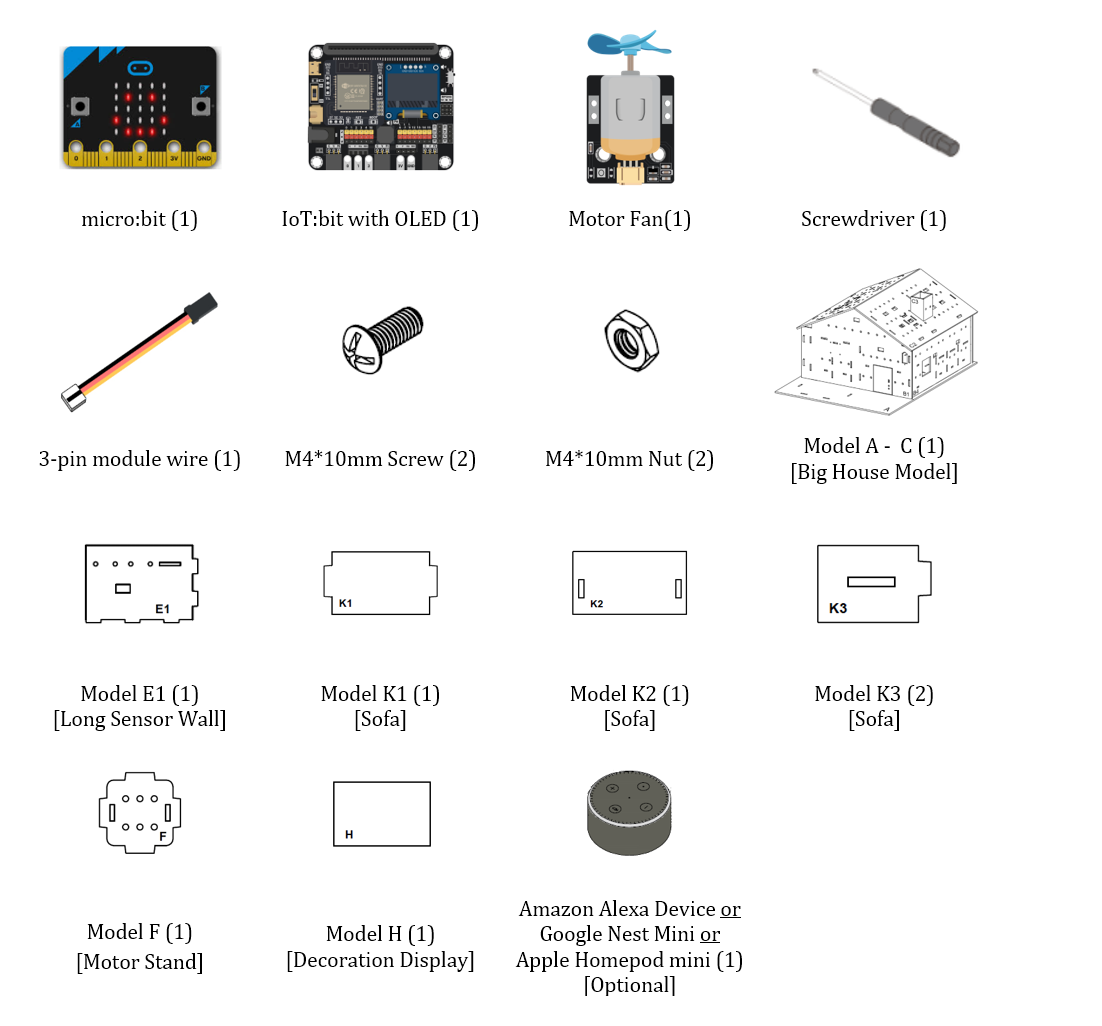 0 1 2 3V GND
micro:bit (1)
IoT:bit with OLED (1)
Motor Fan(1)
Screwdriver (1)
3-pin module wire (1)
M4*10mm Screw (2)
M4*10mm Nut (2)
B1
A
Model A - C (1)
[Big House Model]
E1
K1
K2
K3
Model E1 (1)
[Long Sensor Wall]
Model K1 (1)
[Sofa]
Model K2 (1)
[Sofa]
Model K3 (2)
[Sofa]
F
H
Model F (1)
[Motor Stand]
Model H (1)
[Decoration Display]
Amazon Alexa Device or
Google Nest Mini or
Apple Homepod mini (1)
[Optional]